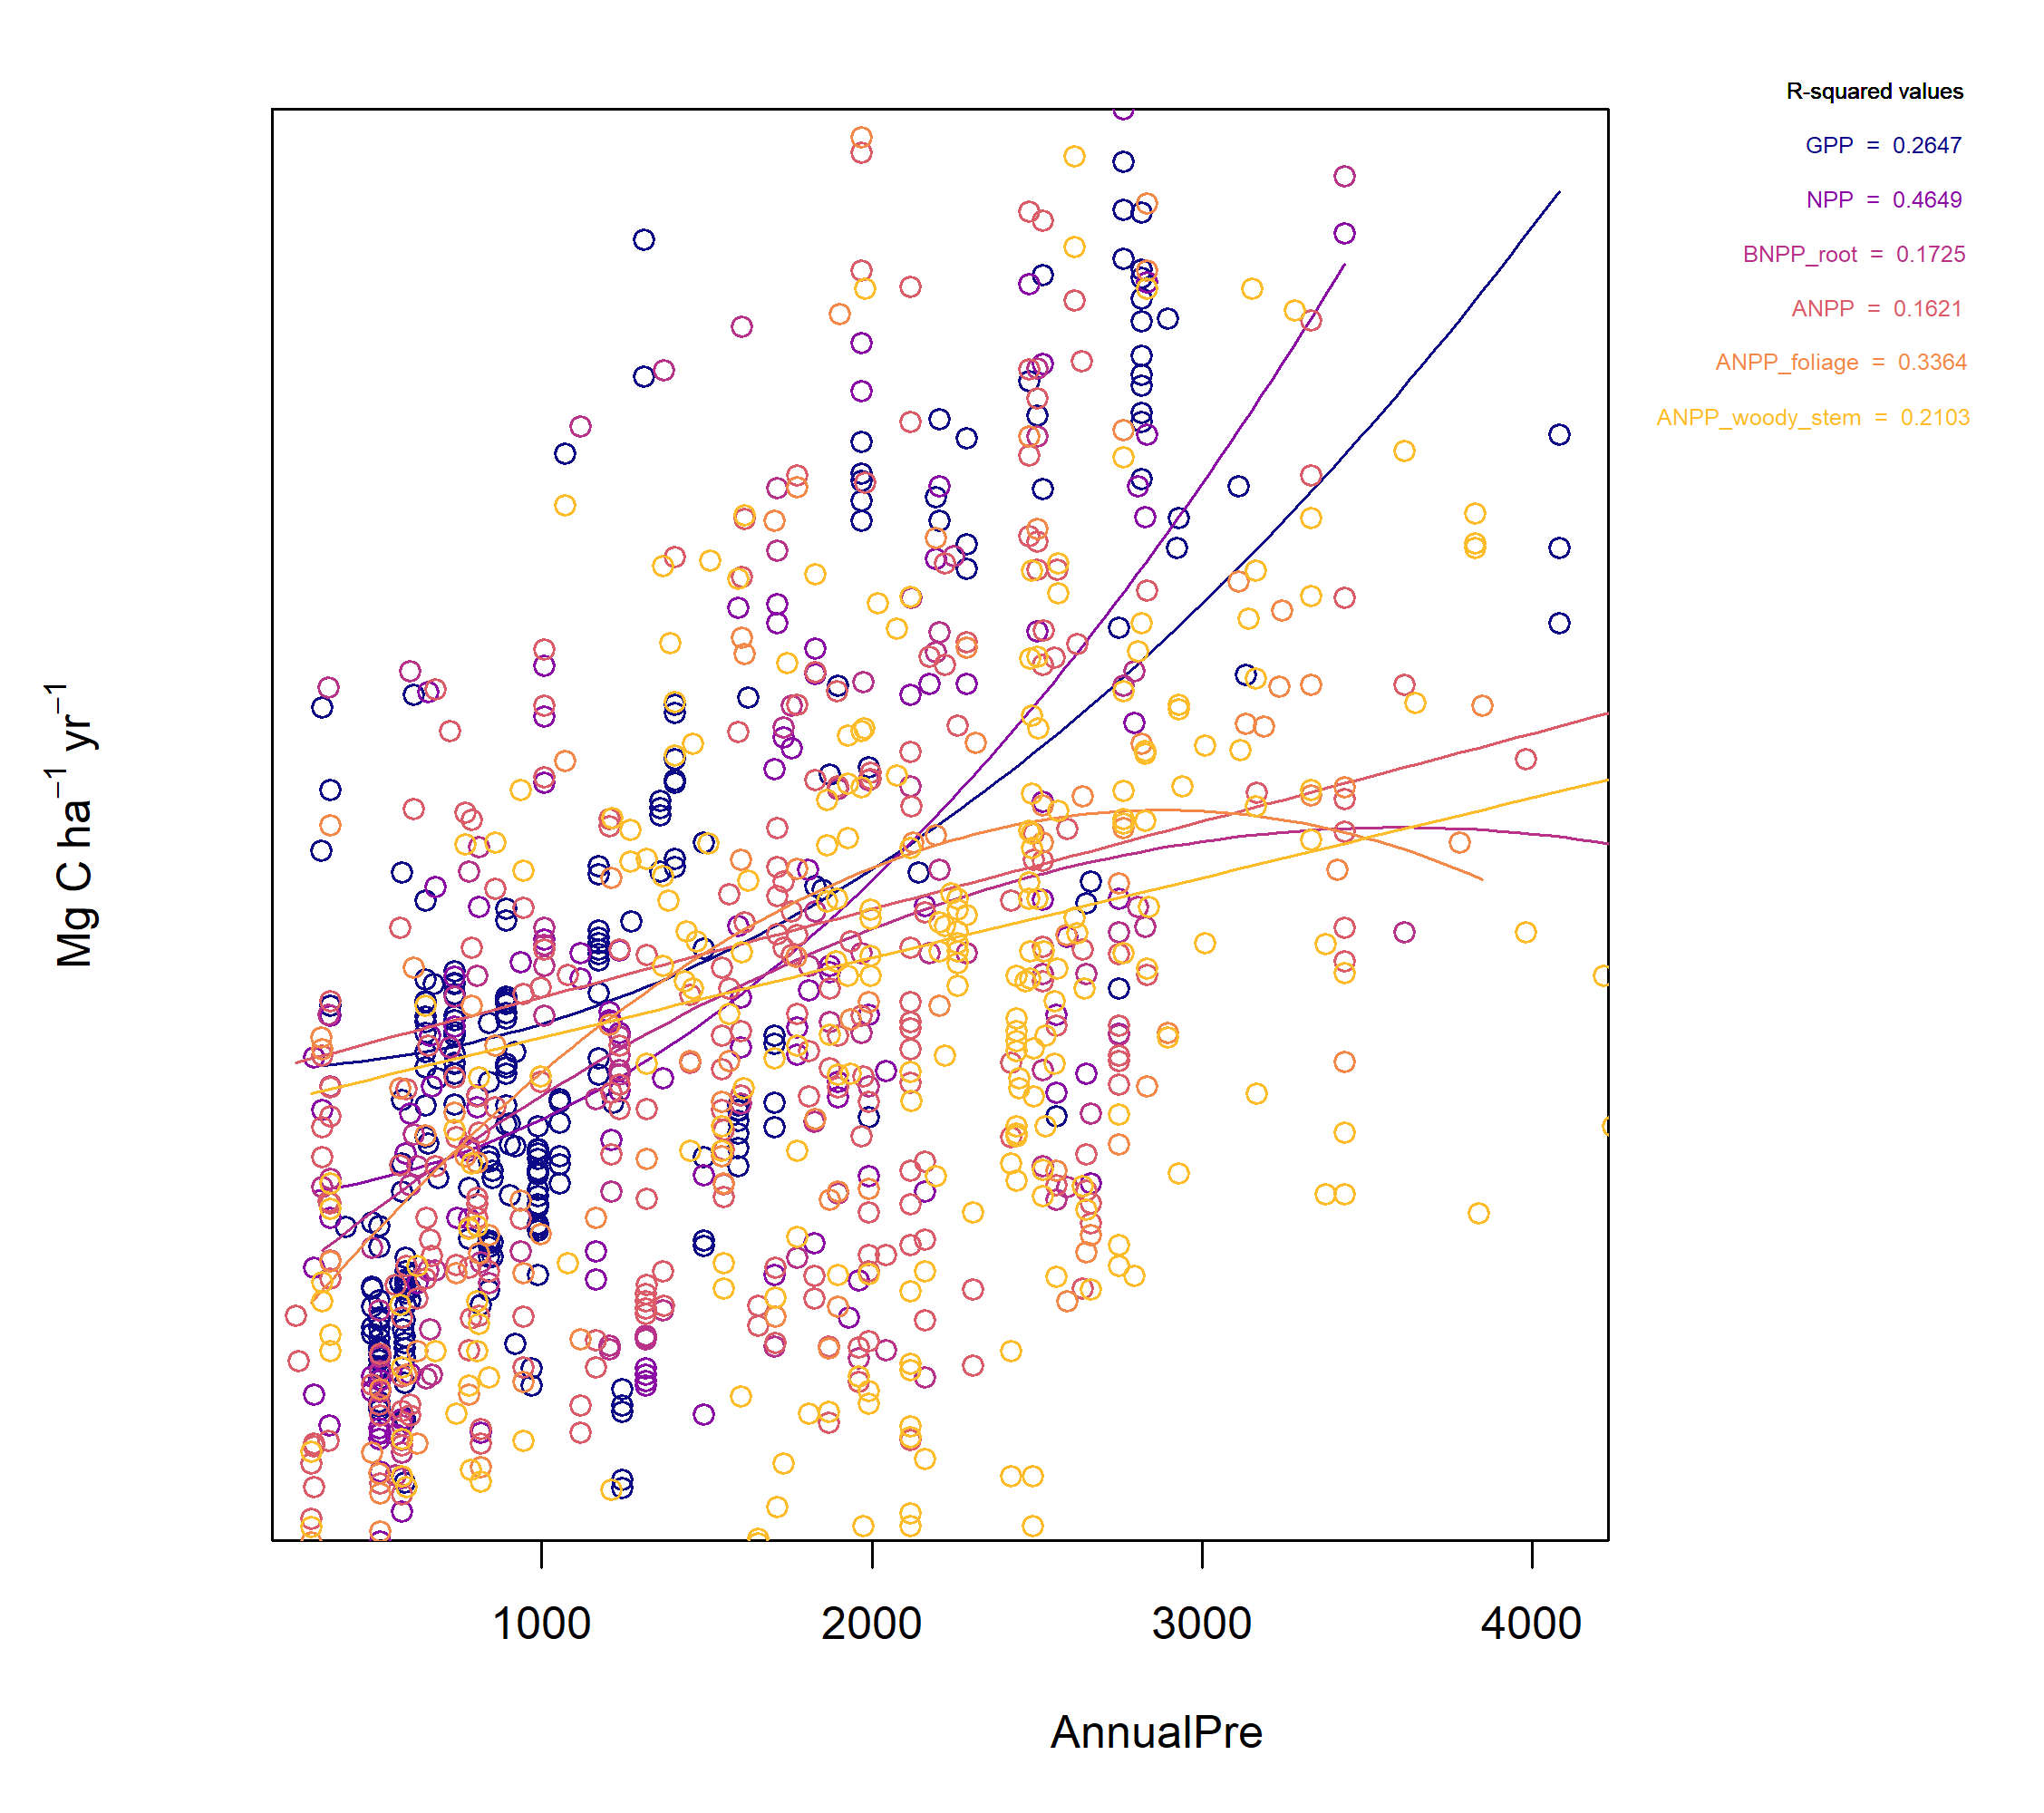 R-squared values
GPP = 0.2647
NPP = 0.4649
BNPP_root = 0.1725
ANPP = 0.1621
ANPP_foliage = 0.3364
ANPP_woody_stem = 0.2103
Mg C ha−1 yr−1
1000 2000 3000 4000
AnnualPre